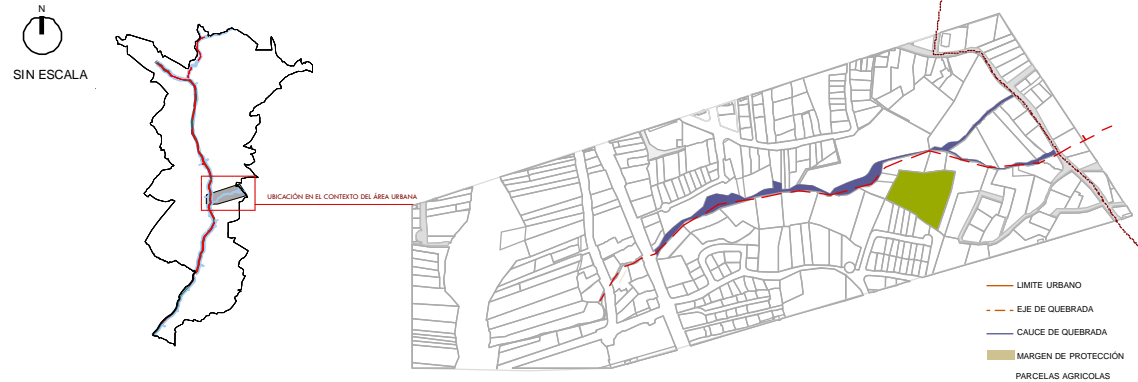 N
SIN ESCALA
UBICACIÓN EN EL CONTEXTO DEL ÁREA URBANA
LIMITE URBANO
EJE DE QUEBRADA
CAUCE DE QUEBRADA
MARGEN DE PROTECCIÓN
PARCELAS AGRICOLAS